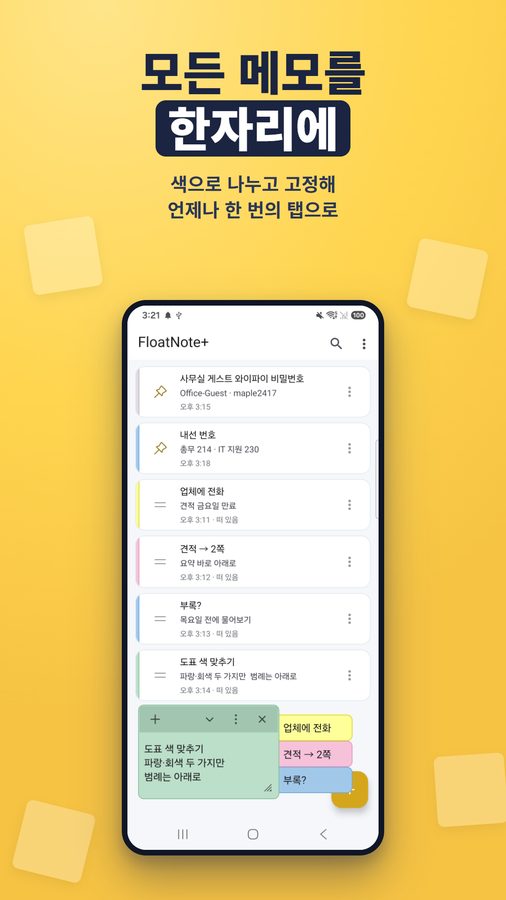 모든 메모를
한자리에
색으로 나누고 고정해
언제나 한 번의 탭으로
3:21
100
FloatNote+
사무실 게스트 와이파이 비밀번호
Office-Guest · maple2417
오후 3:15
내선 번호
총무 214 · IT 지원 230
오후 3:18
업체에 전화
견적 금요일 만료
오후 3:11 · 떠 있음
견적 → 2쪽
요약 바로 아래로
오후 3:12 · 떠 있음
부록?
목요일 전에 물어보기
오후 3:13 · 떠 있음
도표 색 맞추기
파랑·회색 두 가지만  범례는 아래로
오후 3:14 · 떠 있음
도표 색 맞추기
파랑·회색 두 가지만
범례는 아래로
업체에 전화
견적 → 2쪽
부록?